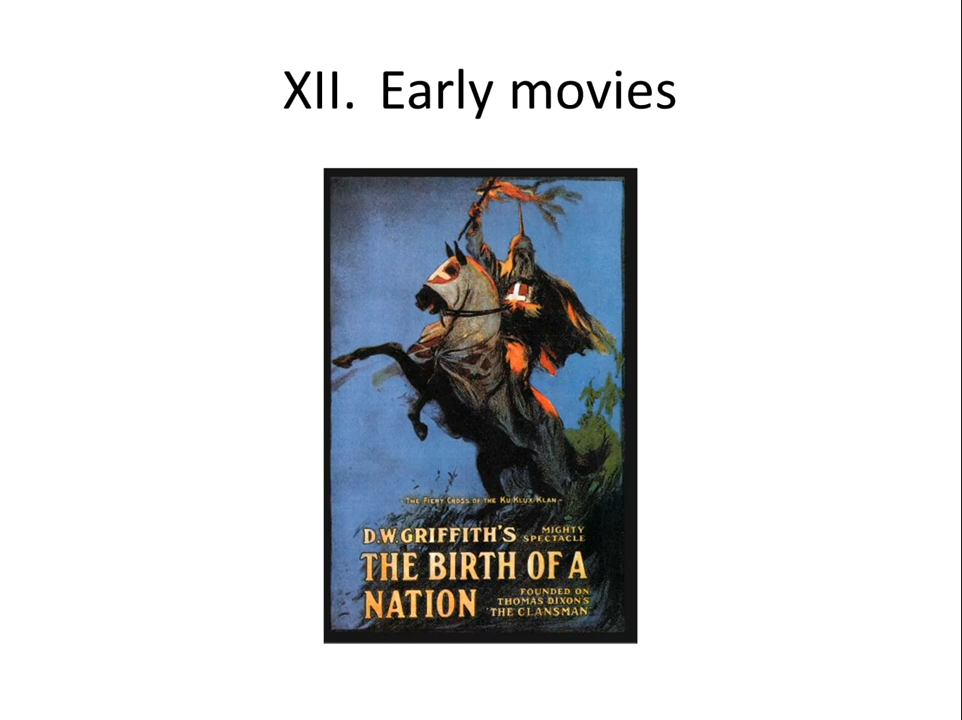 XII. Early movies
-THE FIERY CROSS OF THE KU KLUX KLAN-
D.W. GRIFFITH'S MIGHTY SPECTACLE
THE BIRTH OF A
NATION FOUNDED ON THOMAS DIXON'S 'THE CLANSMAN'